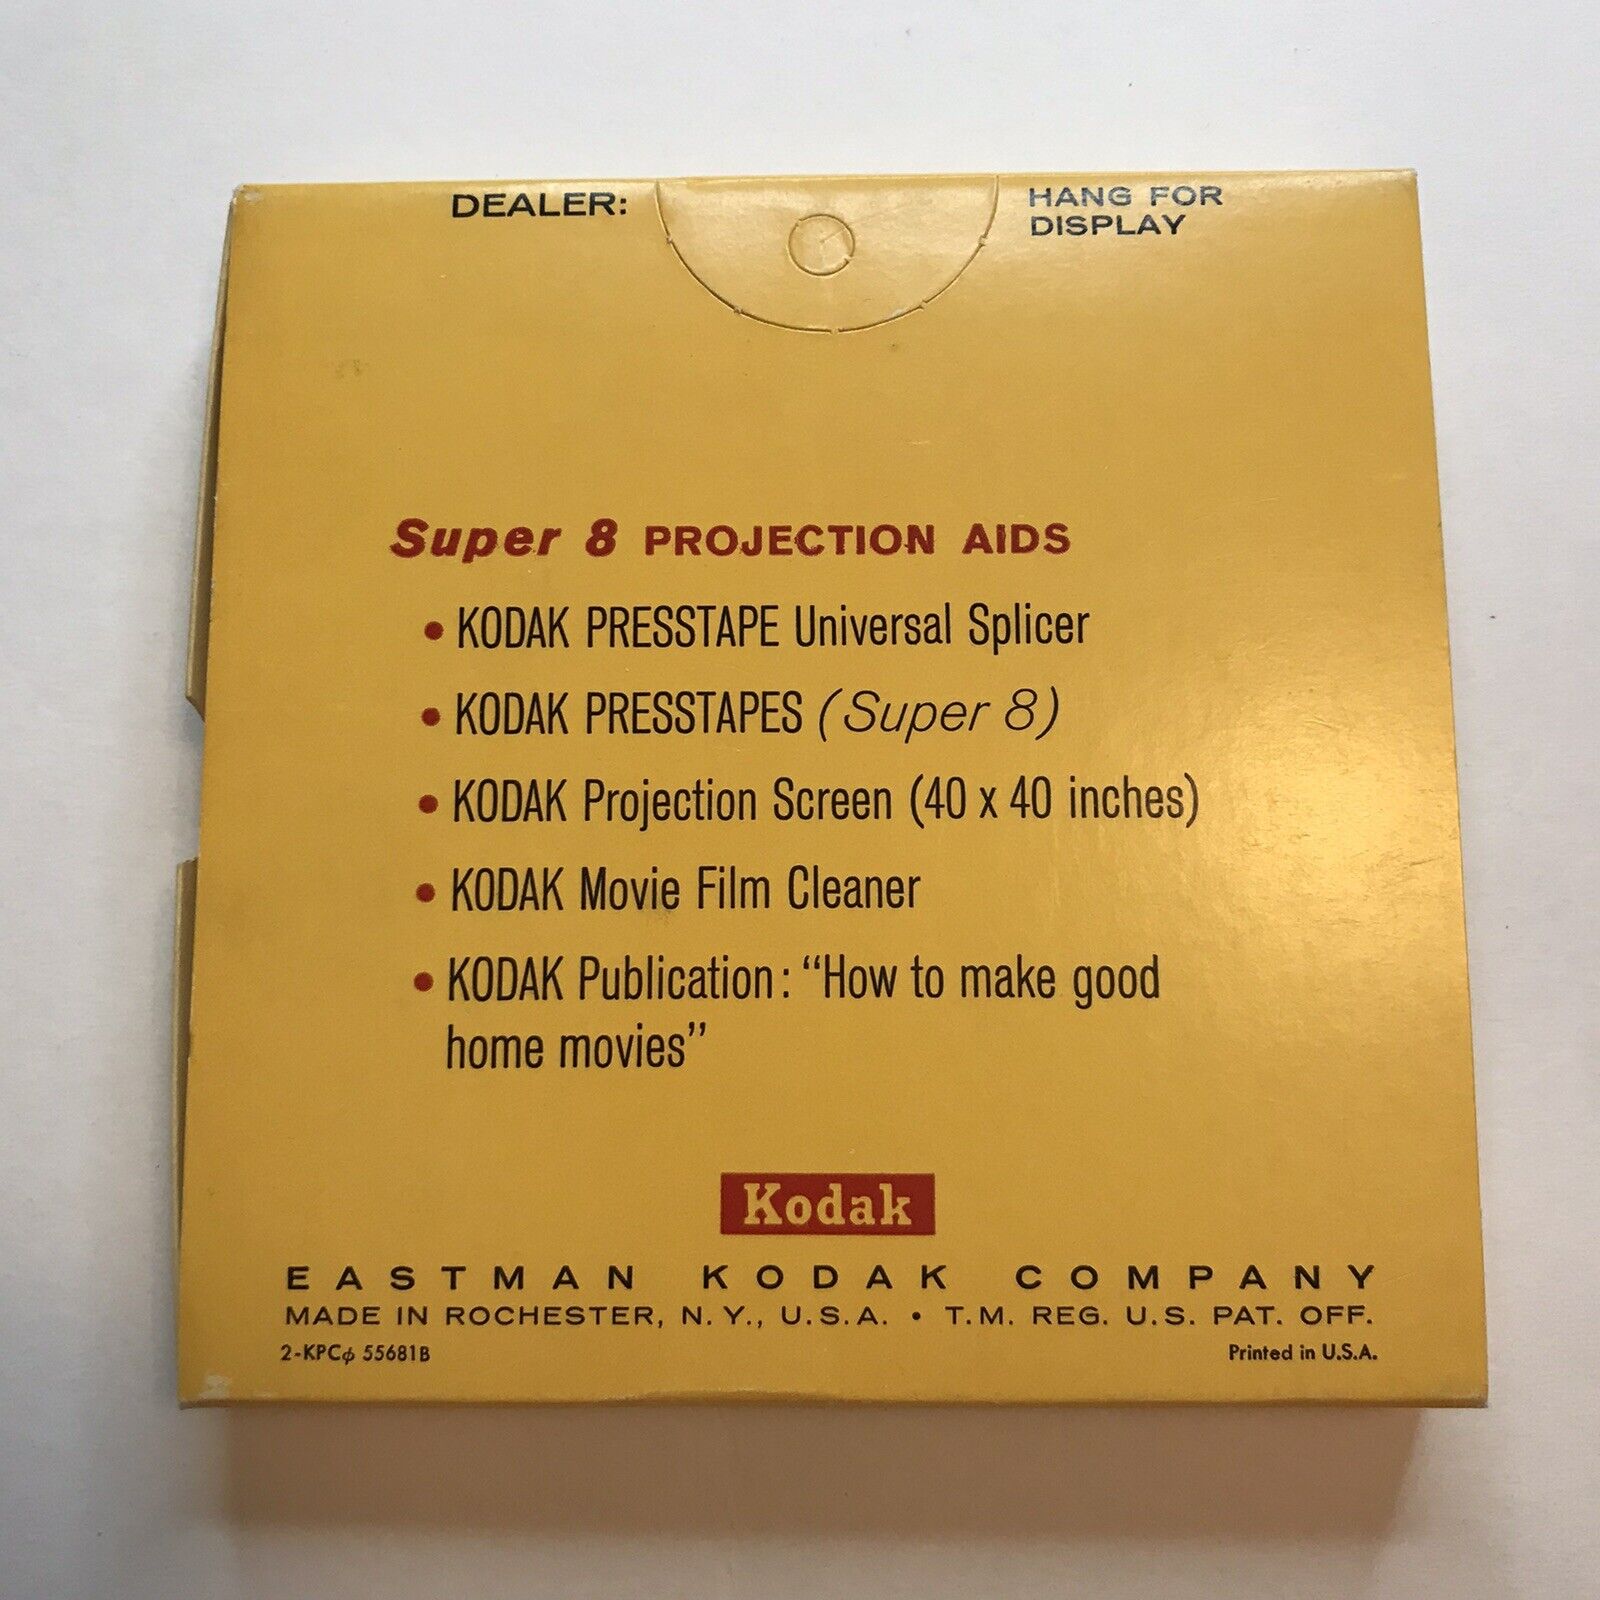 DEALER:
HANG FOR
DISPLAY
Super 8 PROJECTION AIDS
• KODAK PRESSTAPE Universal Splicer
• KODAK PRESSTAPES (Super 8)
• KODAK Projection Screen (40 x 40 inches)
• KODAK Movie Film Cleaner
• KODAK Publication: “How to make good
home movies”
Kodak
EASTMAN KODAK COMPANY
MADE IN ROCHESTER, N.Y., U.S.A. • T.M. REG. U.S. PAT. OFF.
2-KPCφ 55681B
Printed in U.S.A.